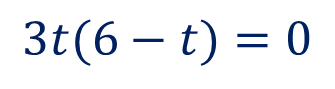 3t(6 − t) = 0